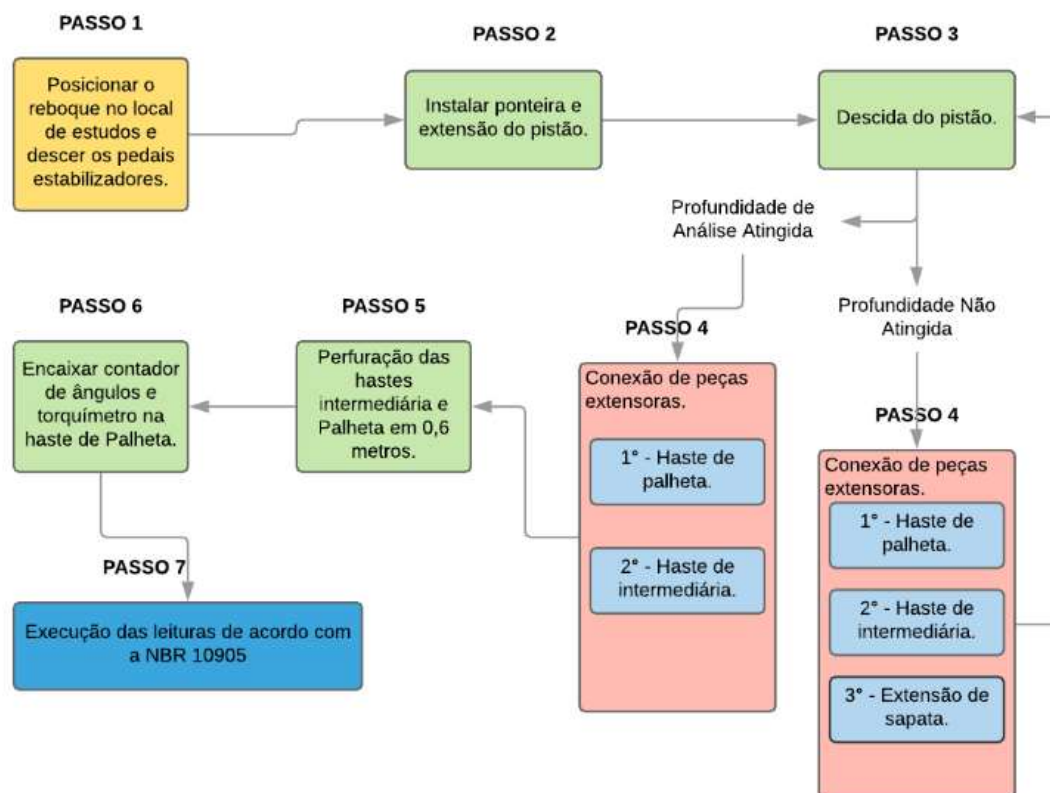 PASSO 1
Posicionar o
reboque no local
de estudos e
descer os pedais
estabilizadores.
PASSO 2
Instalar ponteira e
extensão do pistão.
PASSO 3
Descida do pistão.
Profundidade de
Análise Atingida
Profundidade Não
Atingida
PASSO 4
Conexão de peças
extensoras.
1° - Haste de
palheta.
2° - Haste de
intermediária.
PASSO 4
Conexão de peças
extensoras.
1° - Haste de
palheta.
2° - Haste de
intermediária.
3° - Extensão de
sapata.
PASSO 5
Perfuração das
hastes
intermediária e
Palheta em 0,6
metros.
PASSO 6
Encaixar contador
de ângulos e
torquímetro na
haste de Palheta.
PASSO 7
Execução das leituras de acordo com
a NBR 10905